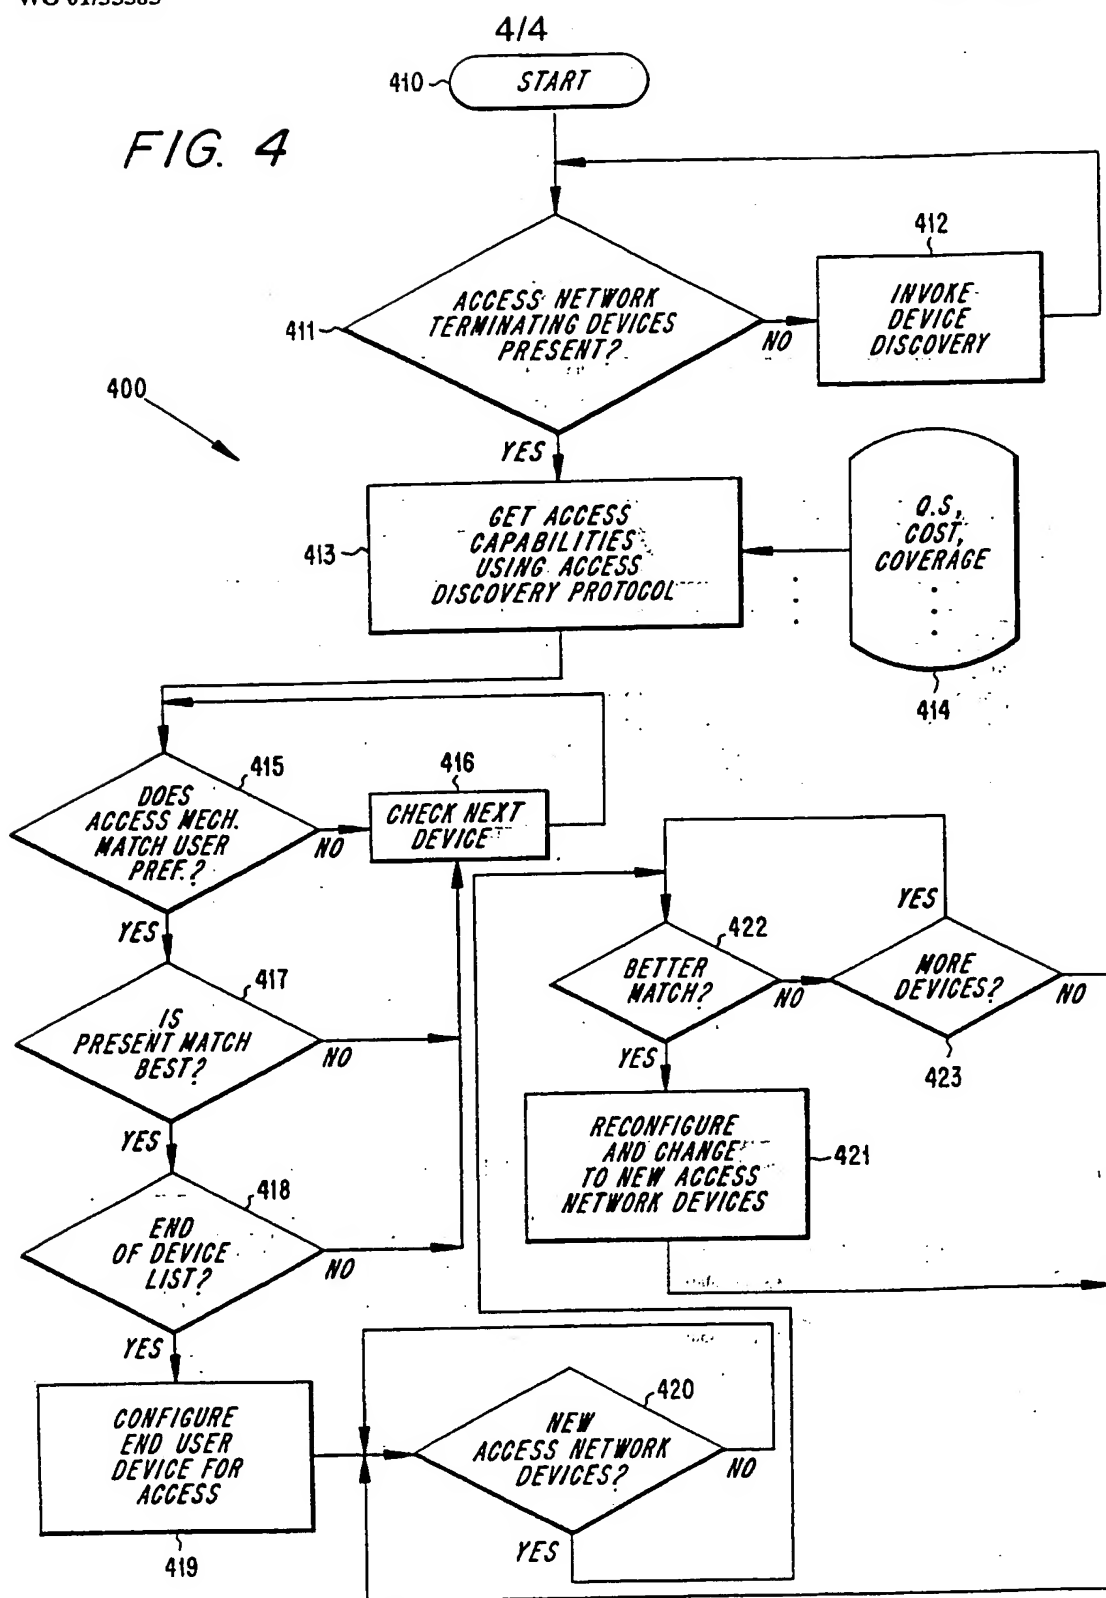 4/4
410
START
FIG. 4
412
411
ACCESS NETWORK
TERMINATING DEVICES
PRESENT?
NO
INVOKE
DEVICE
DISCOVERY
400
YES
413
GET ACCESS
CAPABILITIES
USING ACCESS
DISCOVERY PROTOCOL
Q.S,
COST,
COVERAGE
414
415
DOES
ACCESS MECH.
MATCH USER
PREF.?
NO
416
CHECK NEXT
DEVICE
YES
YES
417
IS
PRESENT MATCH
BEST?
NO
422
BETTER
MATCH?
NO
MORE
DEVICES?
NO
423
YES
YES
418
END
OF DEVICE
LIST?
NO
RECONFIGURE
AND CHANGE
TO NEW ACCESS
NETWORK DEVICES
421
YES
CONFIGURE
END USER
DEVICE FOR
ACCESS
419
420
NEW
ACCESS NETWORK
DEVICES?
NO
YES